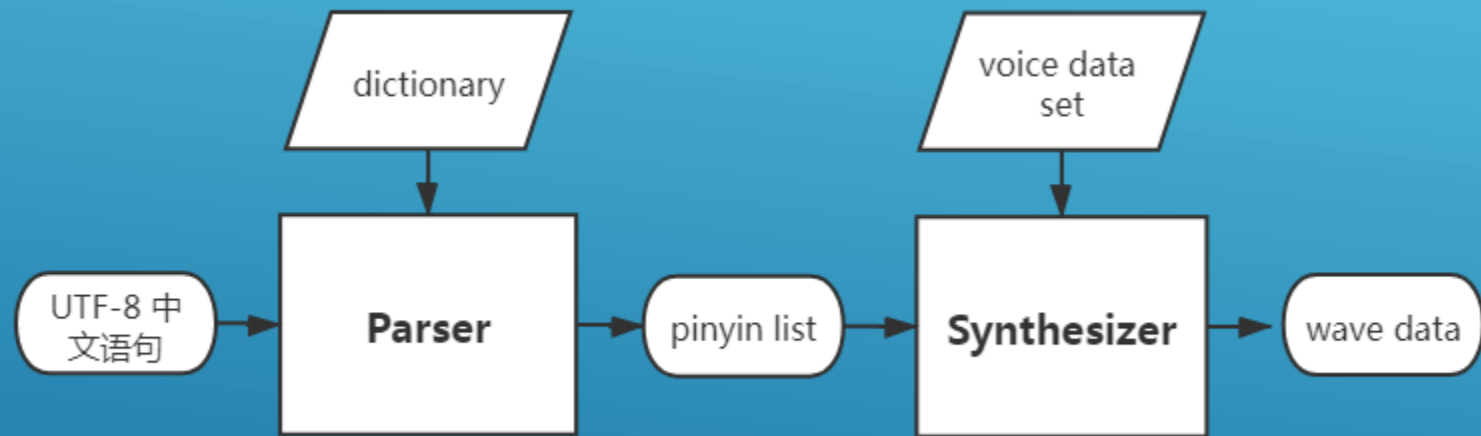 dictionary
voice data
set
UTF-8 中
文语句
Parser
pinyin list
Synthesizer
wave data